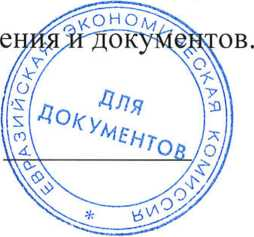 ения и документов.
ЕВРАЗИЙСКАЯ ЭКОНОМИЧЕСКАЯ КОМИССИЯ *
ДЛЯ
ДОКУМЕНТОВ